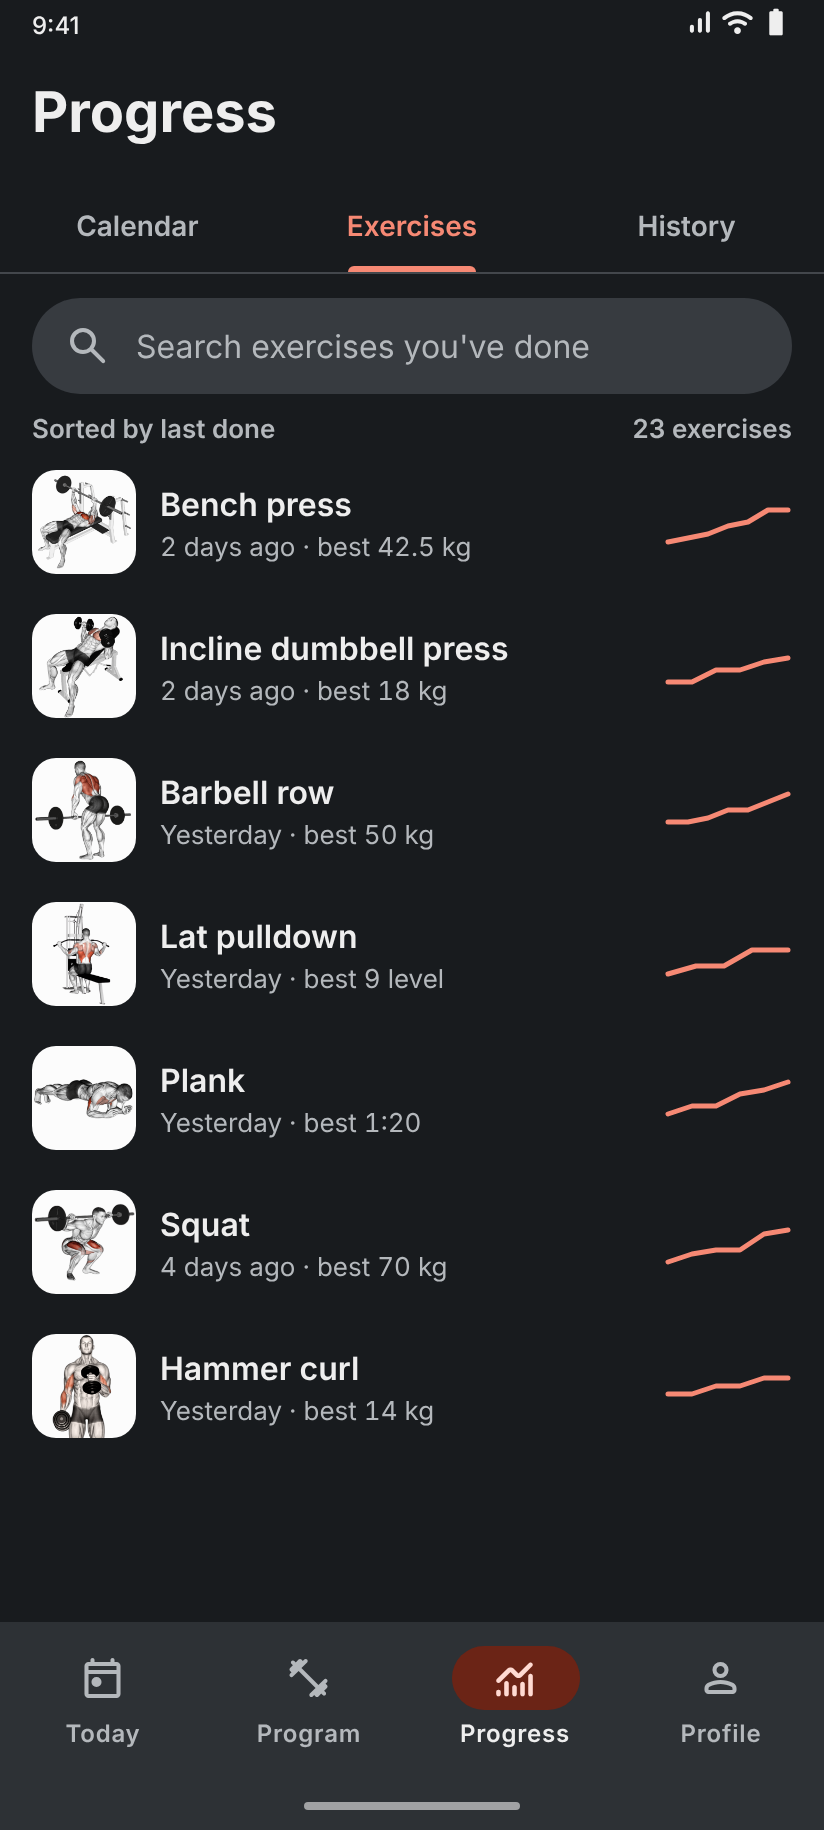 9:41
Progress
Calendar Exercises History
Search exercises you've done
Sorted by last done 23 exercises
Bench press
2 days ago · best 42.5 kg
Incline dumbbell press
2 days ago · best 18 kg
Barbell row
Yesterday · best 50 kg
Lat pulldown
Yesterday · best 9 level
Plank
Yesterday · best 1:20
Squat
4 days ago · best 70 kg
Hammer curl
Yesterday · best 14 kg
Today Program Progress Profile